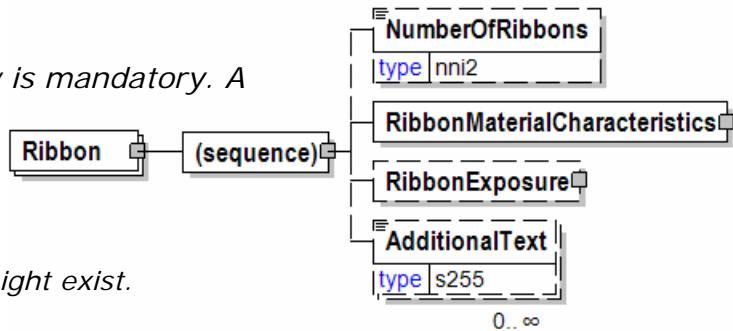 NumberOfRibbons
type nni2
y is mandatory. A
RibbonMaterialCharacteristics
Ribbon
(sequence)
RibbonExposure
AdditionalText
type s255
ight exist.
0.. ∞